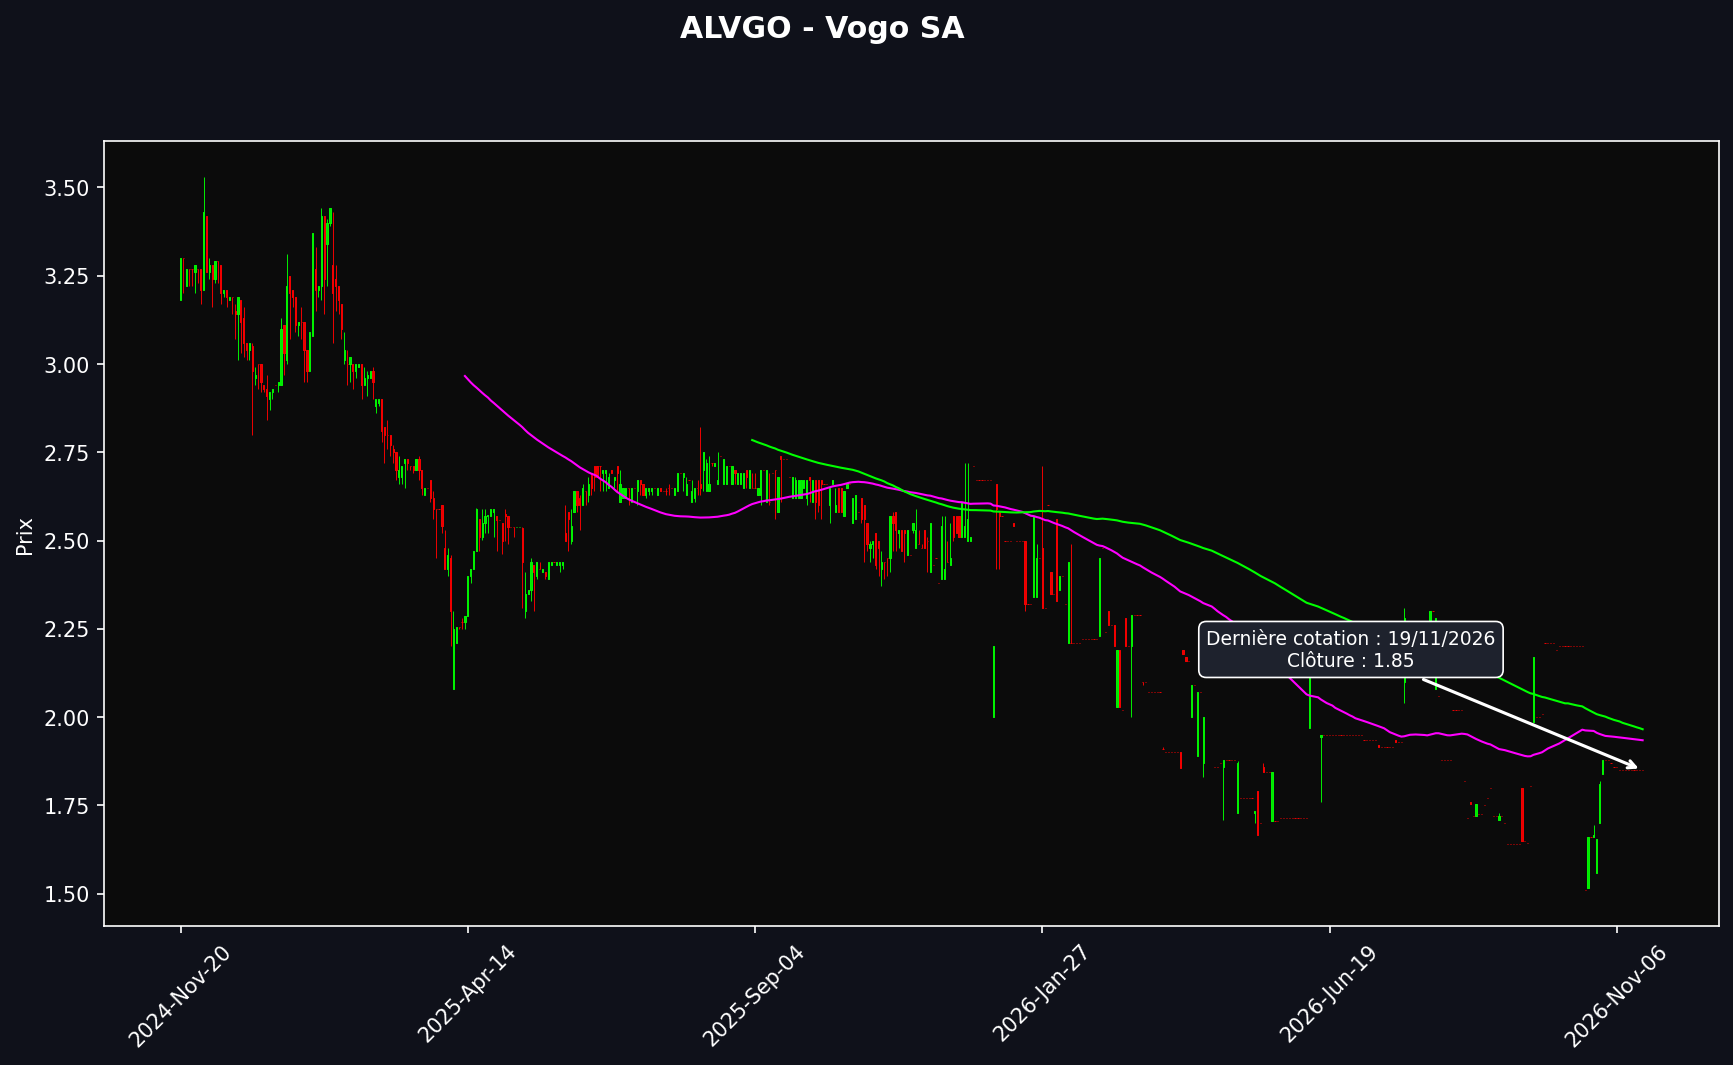 ALVGO - Vogo SA
Prix
3.50
3.25
3.00
2.75
2.50
2.25
2.00
1.75
1.50
Dernière cotation : 19/11/2026
Clôture : 1.85
2024-Nov-20
2025-Apr-14
2025-Sep-04
2026-Jan-27
2026-Jun-19
2026-Nov-06